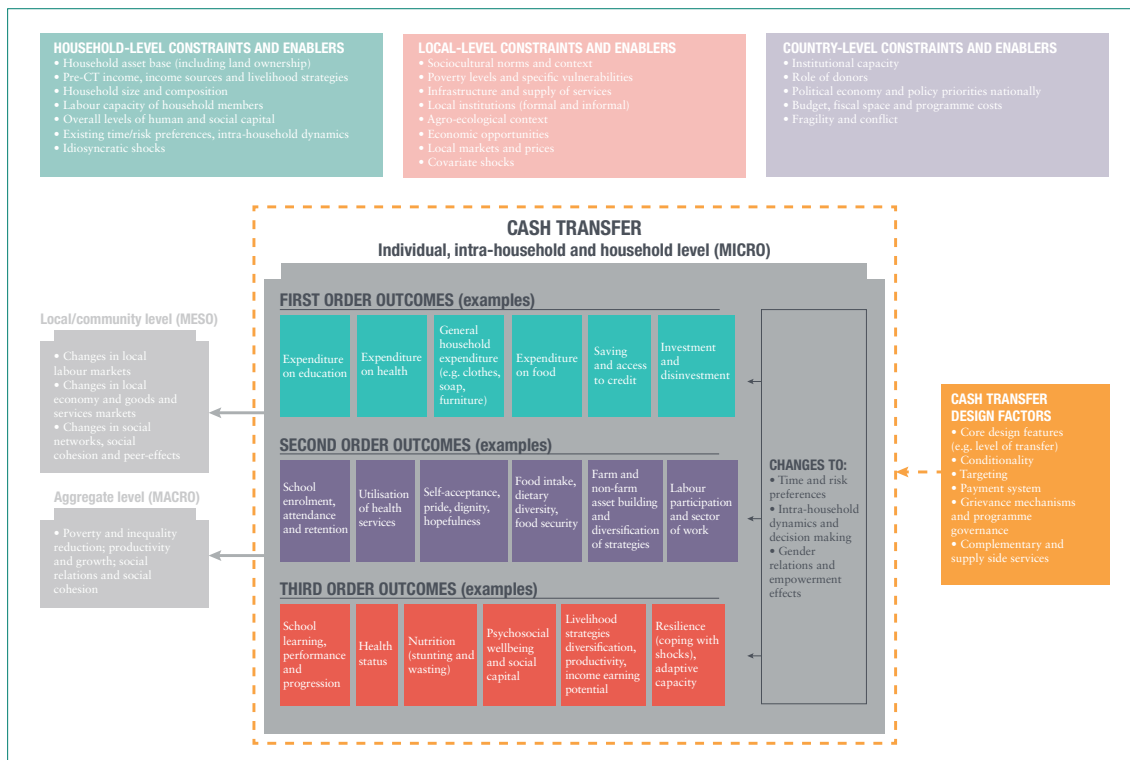 HOUSEHOLD-LEVEL CONSTRAINTS AND ENABLERS
• Household asset base (including land ownership)
• Pre-CT income, income sources and livelihood strategies
• Household size and composition
• Labour capacity of household members
• Overall levels of human and social capital
• Existing time/risk preferences, intra-household dynamics
• Idiosyncratic shocks
LOCAL-LEVEL CONSTRAINTS AND ENABLERS
• Sociocultural norms and context
• Poverty levels and specific vulnerabilities
• Infrastructure and supply of services
• Local institutions (formal and informal)
• Agro-ecological context
• Economic opportunities
• Local markets and prices
• Covariate shocks
COUNTRY-LEVEL CONSTRAINTS AND ENABLERS
• Institutional capacity
• Role of donors
• Political economy and policy priorities nationally
• Budget, fiscal space and programme costs
• Fragility and conflict
CASH TRANSFER
Individual, intra-household and household level (MICRO)
FIRST ORDER OUTCOMES (examples)
Expenditure
on education
Expenditure
on health
General
household
expenditure
(e.g. clothes,
soap,
furniture)
Expenditure
on food
Saving
and access
to credit
Investment
and
disinvestment
SECOND ORDER OUTCOMES (examples)
School
enrolment,
attendance
and retention
Utilisation
of health
services
Self-acceptance,
pride, dignity,
hopefulness
Food intake,
dietary
diversity,
food security
Farm and
non-farm
asset building
and
diversification
of strategies
Labour
participation
and sector
of work
THIRD ORDER OUTCOMES (examples)
School
learning,
performance
and
progression
Health
status
Nutrition
(stunting and
wasting)
Psychosocial
wellbeing
and social
capital
Livelihood
strategies
diversification,
productivity,
income earning
potential
Resilience
(coping with
shocks),
adaptive
capacity
CHANGES TO:
• Time and risk
preferences
• Intra-household
dynamics and
decision making
• Gender
relations and
empowerment
effects
Local/community level (MESO)
• Changes in local
labour markets
• Changes in local
economy and goods and
services markets
• Changes in social
networks, social
cohesion and peer-effects
Aggregate level (MACRO)
• Poverty and inequality
reduction; productivity
and growth; social
relations and social
cohesion
CASH TRANSFER
DESIGN FACTORS
• Core design features
(e.g. level of transfer)
• Conditionality
• Targeting
• Payment system
• Grievance mechanisms
and programme
governance
• Complementary and
supply side services